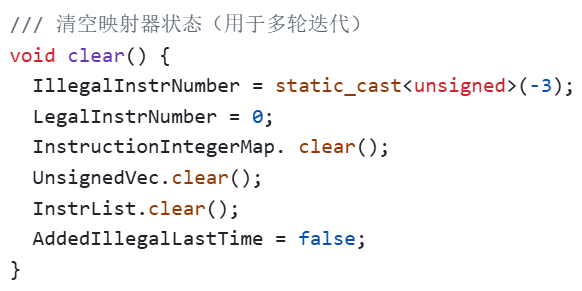 /// 清空映射器状态（用于多轮迭代）
void clear() {
  IllegalInstrNumber = static_cast<unsigned>(-3);
  LegalInstrNumber = 0;
  InstructionIntegerMap. clear();
  UnsignedVec.clear();
  InstrList.clear();
  AddedIllegalLastTime = false;
}